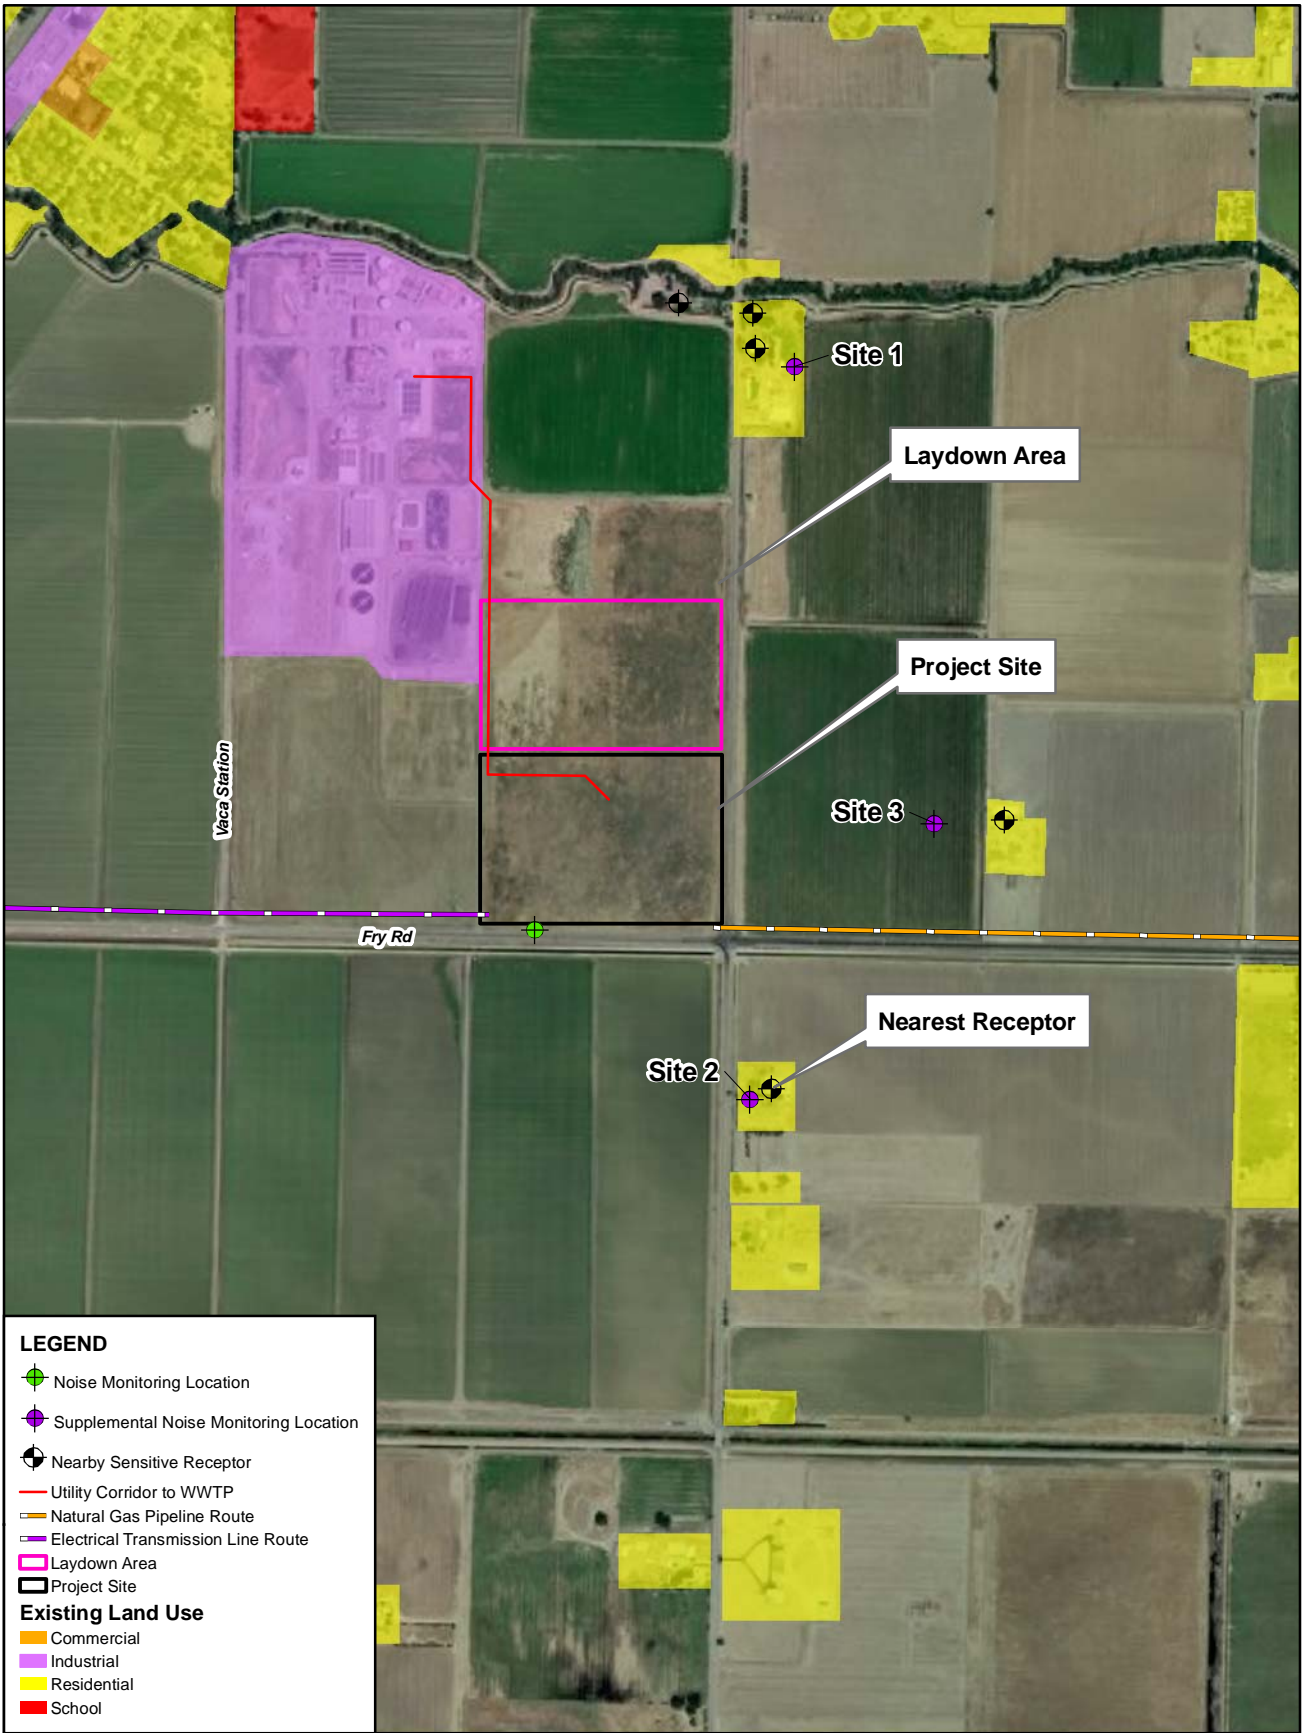 Site 1
Laydown Area
Project Site
Site 3
Vaca Station
Fry Rd
Nearest Receptor
Site 2
LEGEND
Noise Monitoring Location
Supplemental Noise Monitoring Location
Nearby Sensitive Receptor
Utility Corridor to WWTP
Natural Gas Pipeline Route
Electrical Transmission Line Route
Laydown Area
Project Site
Existing Land Use
Commercial
Industrial
Residential
School